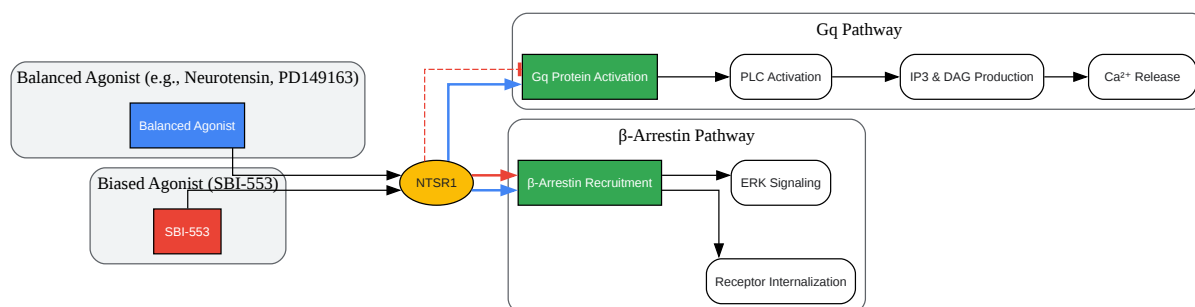 Balanced Agonist (e.g., Neurotensin, PD149163)
Balanced Agonist
Biased Agonist (SBI-553)
SBI-553
NTSR1
Gq Pathway
Gq Protein Activation
PLC Activation
IP3 & DAG Production
Ca²⁺ Release
β-Arrestin Pathway
β-Arrestin Recruitment
ERK Signaling
Receptor Internalization